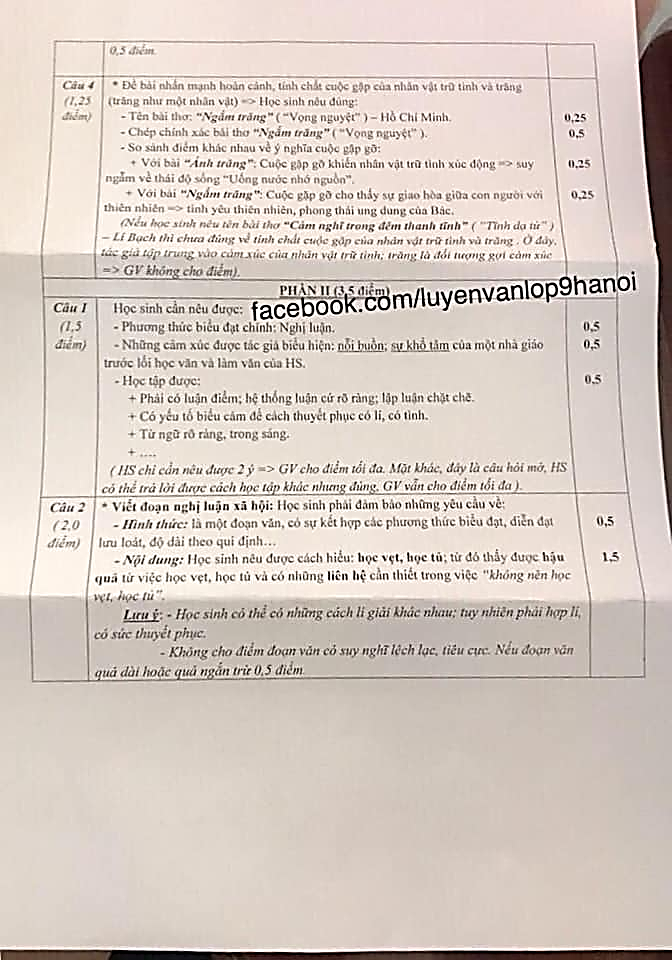 0,5 điểm.
Câu 4 * Đề bài nhấn mạnh hoàn cảnh, tính chất cuộc gặp của nhân vật trữ tình và trăng
(1,25 (trăng như một nhân vật) => Học sinh nêu đúng:
điểm) - Tên bài thơ: “Ngắm trăng” ( “Vọng nguyệt” ) – Hồ Chí Minh. 0,25
- Chép chính xác bài thơ “Ngắm trăng” ( “Vọng nguyệt” ). 0,5
- So sánh điểm khác nhau về ý nghĩa cuộc gặp gỡ:
+ Với bài “Ánh trăng”: Cuộc gặp gỡ khiến nhân vật trữ tình xúc động => suy 0,25
ngẫm về thái độ sống “Uống nước nhớ nguồn”.
+ Với bài “Ngắm trăng”: Cuộc gặp gỡ cho thấy sự giao hòa giữa con người với 0,25
thiên nhiên => tình yêu thiên nhiên, phong thái ung dung của Bác.
(Nếu học sinh nêu tên bài thơ “Cảm nghĩ trong đêm thanh tĩnh” ( “Tĩnh dạ tứ” )
– Lí Bạch thì chưa đúng về tính chất cuộc gặp của nhân vật trữ tình và trăng . Ở đây,
tác giả tập trung vào cảm xúc của nhân vật trữ tình; trăng là đối tượng gợi cảm xúc
=> GV không cho điểm).
PHẦN II (3,5 điểm)
facebook.com/luyenvanlop9hanoi
Câu 1 Học sinh cần nêu được:
(1,5 - Phương thức biểu đạt chính: Nghị luận. 0,5
điểm) - Những cảm xúc được tác giả biểu hiện: nỗi buồn; sự khổ tâm của một nhà giáo 0,5
trước lối học văn và làm văn của HS.
- Học tập được: 0,5
+ Phải có luận điểm; hệ thống luận cứ rõ ràng; lập luận chặt chẽ.
+ Có yếu tố biểu cảm để cách thuyết phục có lí, có tình.
+ Từ ngữ rõ ràng, trong sáng.
+ ....
( HS chỉ cần nêu được 2 ý => GV cho điểm tối đa. Mặt khác, đây là câu hỏi mở, HS
có thể trả lời được cách học tập khác nhưng đúng, GV vẫn cho điểm tối đa ).
Câu 2 * Viết đoạn nghị luận xã hội: Học sinh phải đảm bảo những yêu cầu về:
( 2,0 - Hình thức: là một đoạn văn, có sự kết hợp các phương thức biểu đạt, diễn đạt 0,5
điểm) lưu loát, độ dài theo qui định…
- Nội dung: Học sinh nêu được cách hiểu: học vẹt, học tủ; từ đó thấy được hậu 1.5
quả từ việc học vẹt, học tủ và có những liên hệ cần thiết trong việc “không nên học
vẹt, học tủ”.
Lưu ý: - Học sinh có thể có những cách lí giải khác nhau; tuy nhiên phải hợp lí,
có sức thuyết phục.
- Không cho điểm đoạn văn có suy nghĩ lệch lạc, tiêu cực. Nếu đoạn văn
quá dài hoặc quá ngắn trừ 0,5 điểm.